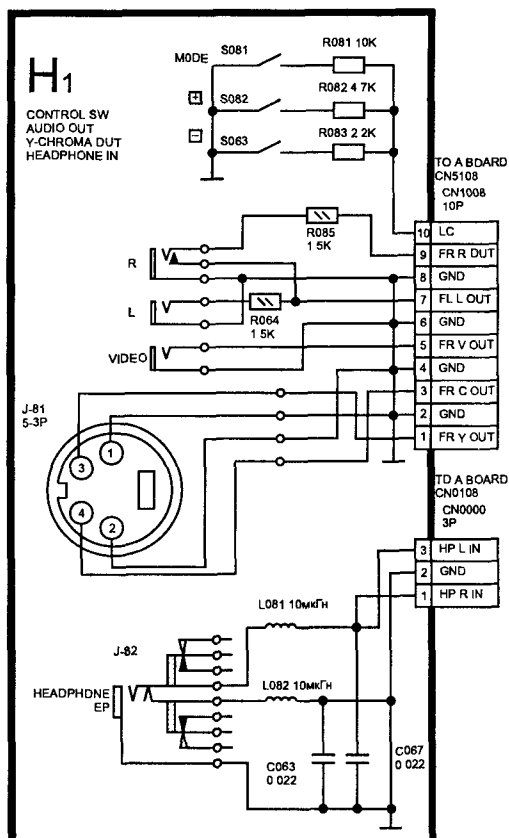 H1
CONTROL SW
AUDIO OUT
Y-CHROMA DUT
HEADPHONE IN
MODE S081 R081 10K
+ S082 R082 4 7K
− S063 R083 2 2K
TO A BOARD
CN5108
CN1008
10P
10 LC
9 FR R DUT
8 GND
7 FL L OUT
6 GND
5 FR V OUT
4 GND
3 FR C OUT
2 GND
1 FR Y OUT
R085
1 5K
R
L
R064
1 5K
VIDEO
J-81
5-3P
3 1
4 2
TD A BOARD
CN0108
CN0000
3P
3 HP L IN
2 GND
1 HP R IN
L081 10мкГн
J-82
L082 10мкГн
HEADPHDNE
EP
C063
0 022
C067
0 022